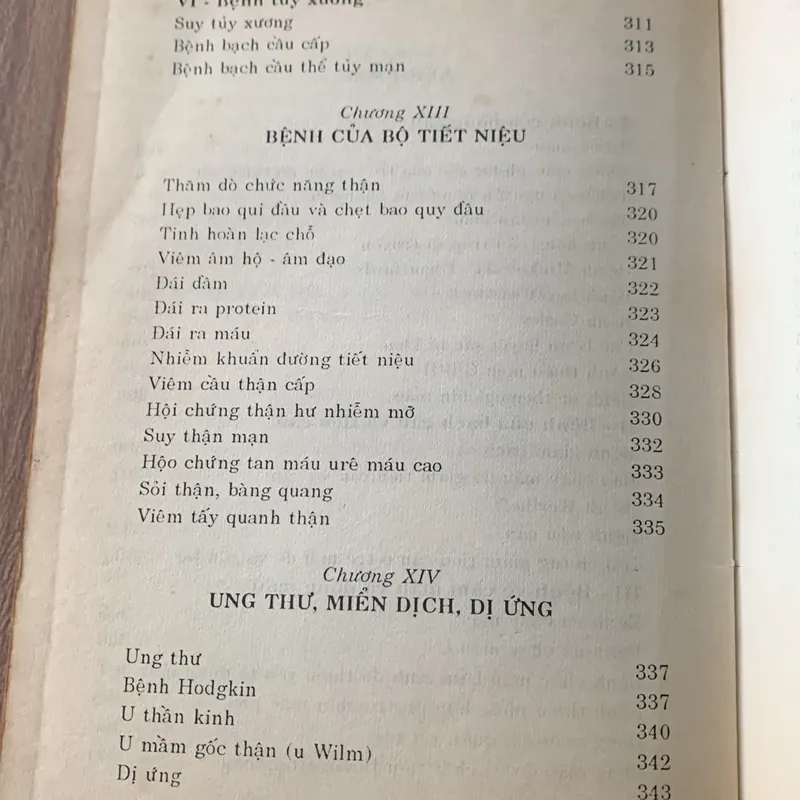 VI - Bệnh tủy xương
Suy tủy xương 311
Bệnh bạch cầu cấp 313
Bệnh bạch cầu thể tủy mạn 315
Chương XIII
BỆNH CỦA BỘ TIẾT NIỆU
Thăm dò chức năng thận 317
Hẹp bao qui đầu và chẹt bao quy đầu 320
Tinh hoàn lạc chỗ 320
Viêm âm hộ - âm đạo 321
Đái dầm 322
Đái ra protein 323
Đái ra máu 324
Nhiễm khuẩn đường tiết niệu 326
Viêm cầu thận cấp 328
Hội chứng thận hư nhiễm mỡ 330
Suy thận mạn 332
Hộo chứng tan máu urê máu cao 333
Sỏi thận, bàng quang 334
Viêm tấy quanh thận 335
Chương XIV
UNG THƯ, MIỄN DỊCH, DỊ ỨNG
Ung thư 337
Bệnh Hodgkin 337
U thần kinh 340
U mầm gốc thận (u Wilm) 342
Dị ứng 343